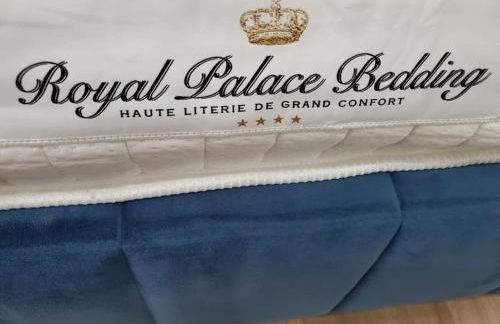 Royal Palace Bedding
HAUTE LITERIE DE GRAND CONFORT